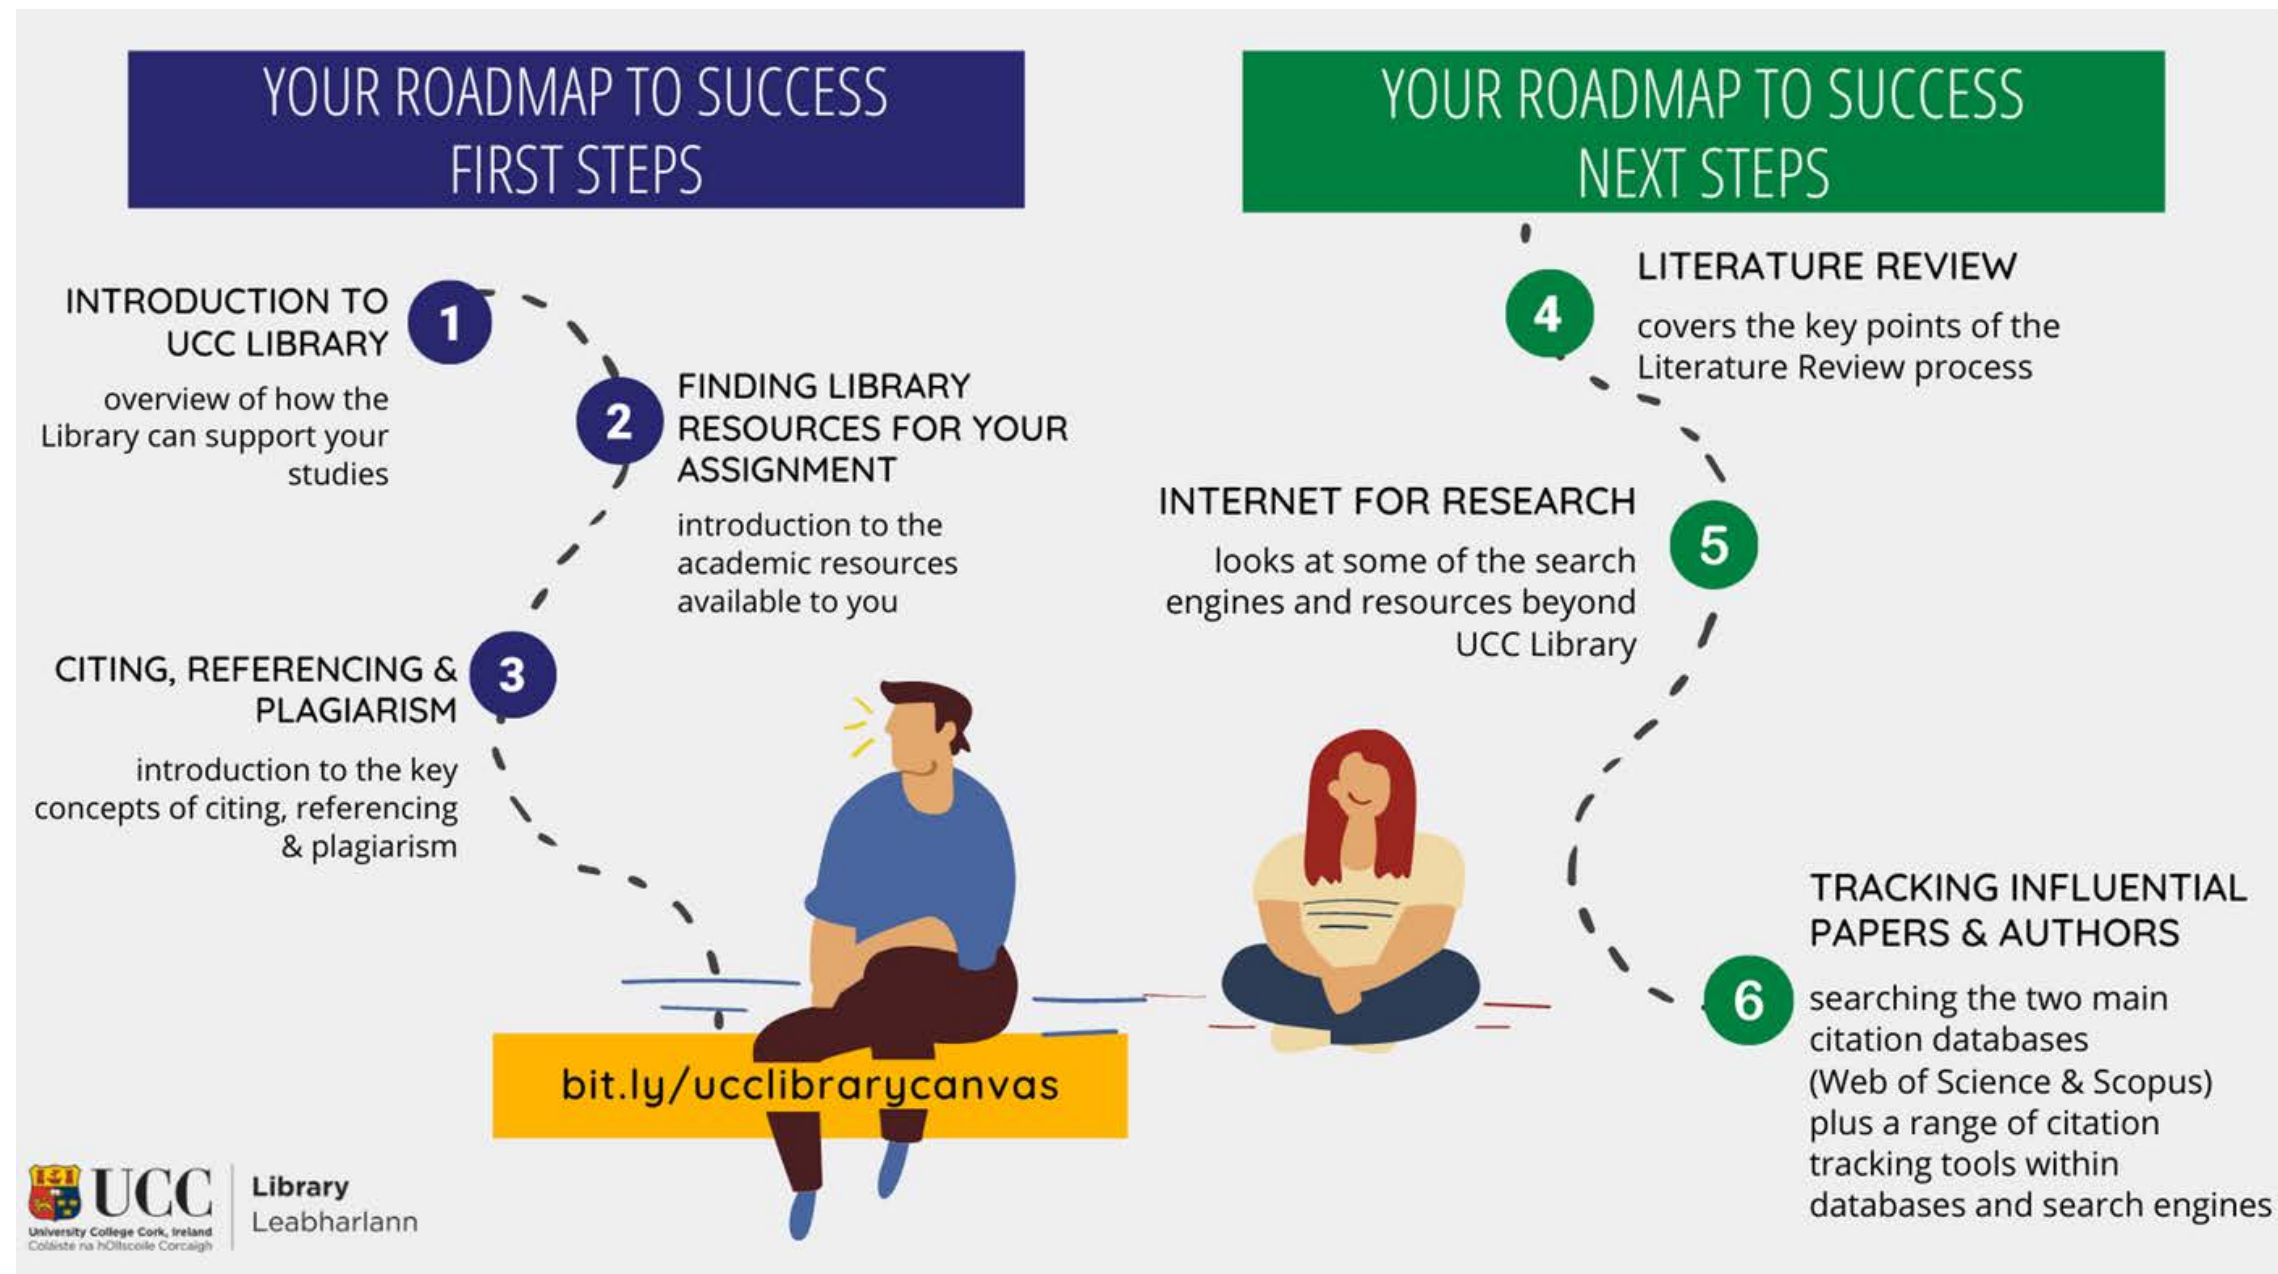 YOUR ROADMAP TO SUCCESS
FIRST STEPS
INTRODUCTION TO
UCC LIBRARY
1
overview of how the
Library can support your
studies
2
FINDING LIBRARY
RESOURCES FOR YOUR
ASSIGNMENT
introduction to the
academic resources
available to you
CITING, REFERENCING &
PLAGIARISM
3
introduction to the key
concepts of citing, referencing
& plagiarism
bit.ly/ucclibrarycanvas
YOUR ROADMAP TO SUCCESS
NEXT STEPS
4
LITERATURE REVIEW
covers the key points of the
Literature Review process
INTERNET FOR RESEARCH
5
looks at some of the search
engines and resources beyond
UCC Library
TRACKING INFLUENTIAL
PAPERS & AUTHORS
6
searching the two main
citation databases
(Web of Science & Scopus)
plus a range of citation
tracking tools within
databases and search engines
UCC
University College Cork, Ireland
Coláiste na hOllscoile Corcaigh
Library
Leabharlann